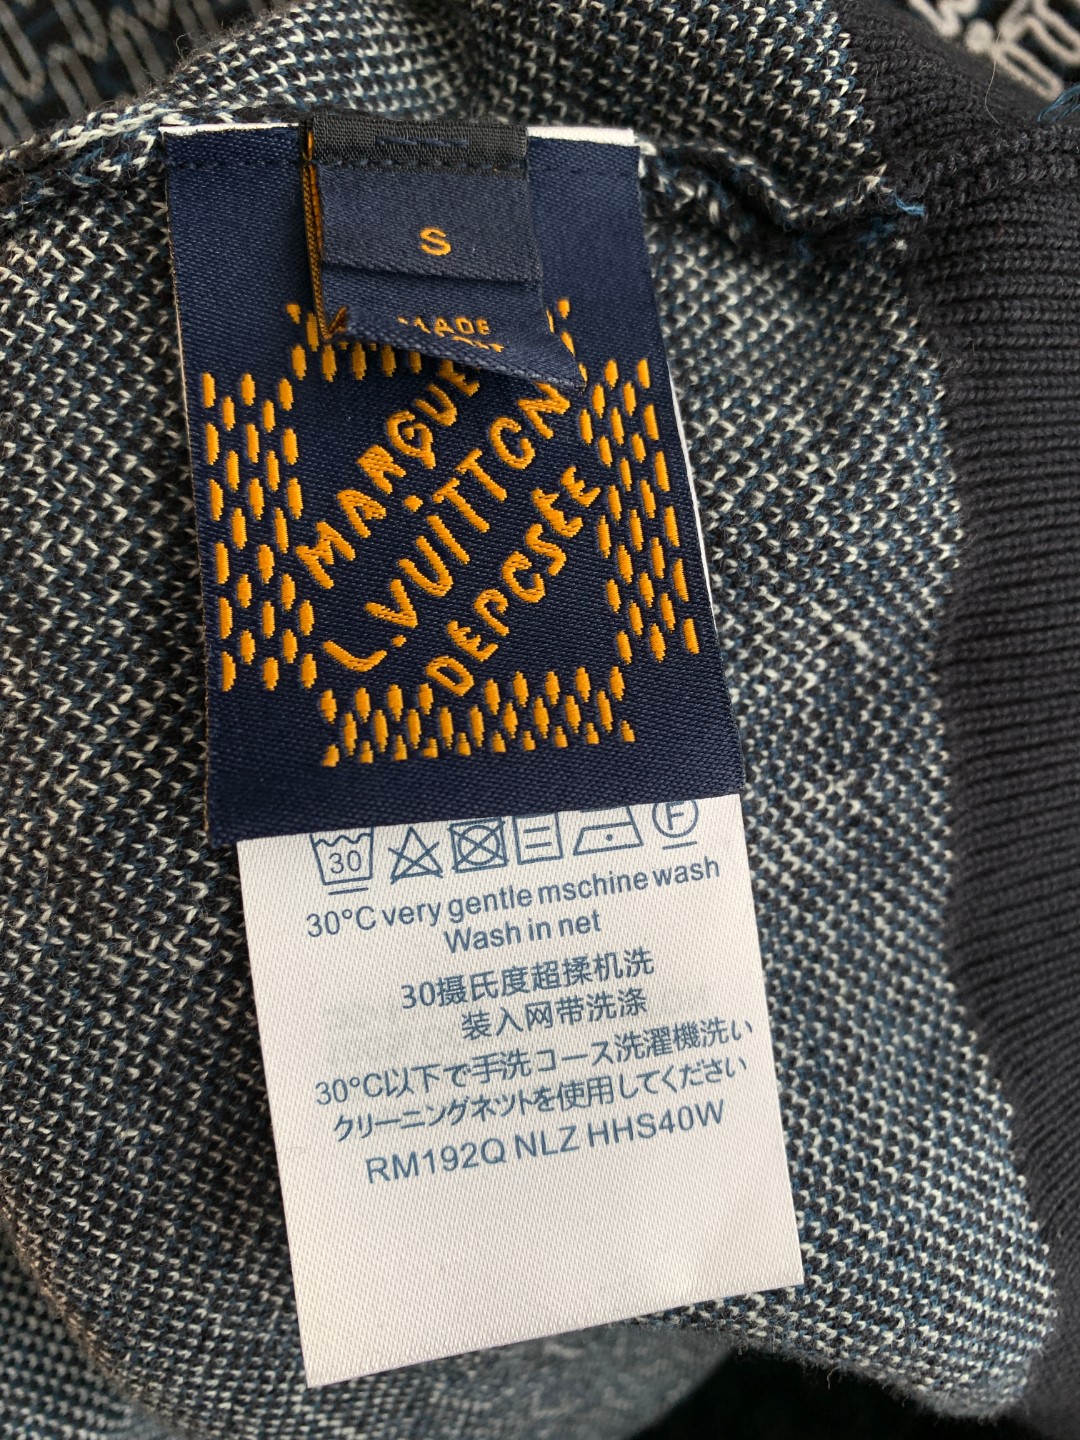 S
MADE
MARQUE
L.VUITTCN
DEPCStE
30
F
30°C very gentle mschine wash
Wash in net
30摄氏度超揉机洗
装入网带洗涤
30°C以下で手洗コース洗濯機洗い
クリーニングネツトを使用してください
RM192Q NLZ HHS40W